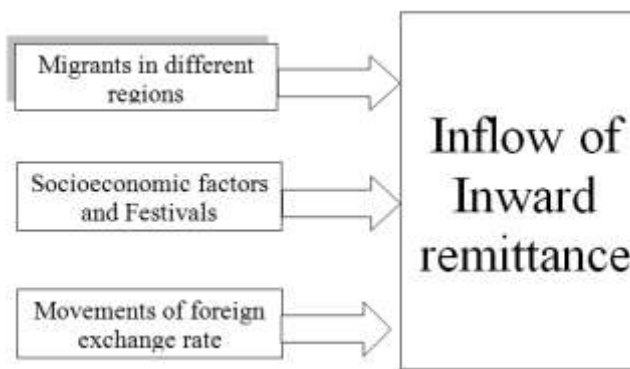 Migrants in different
regions
Socioeconomic factors
and Festivals
Movements of foreign
exchange rate
Inflow of
Inward
remittance